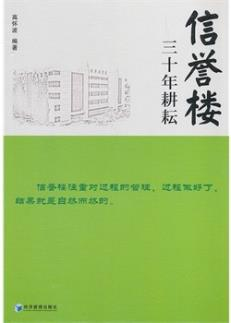 信誉楼
三十年耕耘
高怀波 编著
信誉楼注重对过程的管理，过程做好了，
结果就是自然而然的。
经济管理出版社